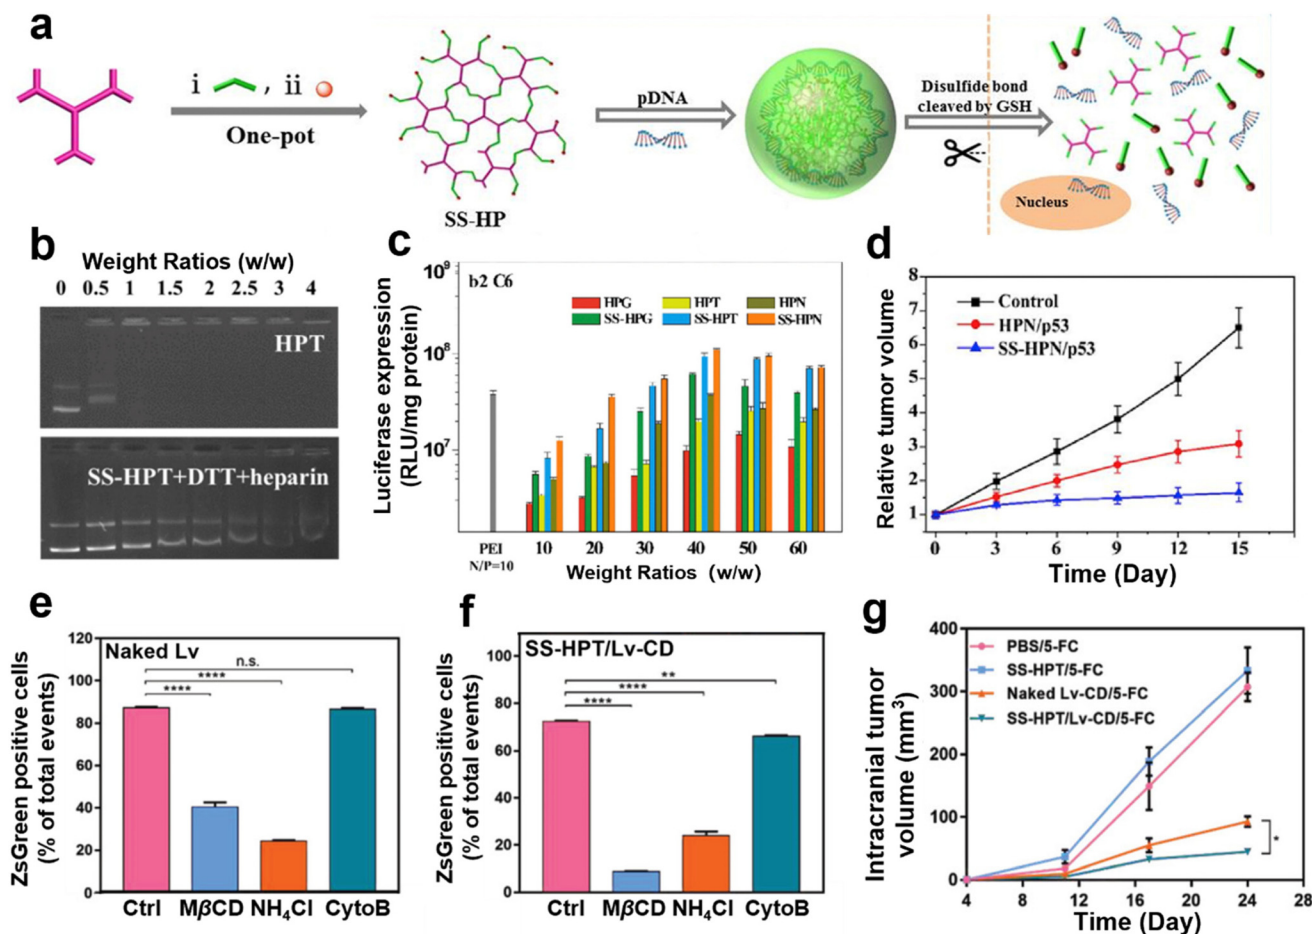 a
i , ii
One-pot
SS-HP
pDNA
Disulfide bond
cleaved by GSH
Nucleus
b
Weight Ratios (w/w)
0 0.5 1 1.5 2 2.5 3 4
HPT
SS-HPT+DTT+heparin
c
Luciferase expression
(RLU/mg protein)
10⁹
10⁸
10⁷
b2 C6
HPG HPT HPN
SS-HPG SS-HPT SS-HPN
PEI
N/P=10
10 20 30 40 50 60
Weight Ratios (w/w)
d
Relative tumor volume
8
7
6
5
4
3
2
1
Control
HPN/p53
SS-HPN/p53
0 3 6 9 12 15
Time (Day)
e
ZsGreen positive cells
(% of total events)
120
100
80
60
40
20
0
Naked Lv
n.s.
****
****
Ctrl MβCD NH₄Cl CytoB
f
ZsGreen positive cells
(% of total events)
100
80
60
40
20
0
SS-HPT/Lv-CD
**
****
****
Ctrl MβCD NH₄Cl CytoB
g
Intracranial tumor
volume (mm³)
400
300
200
100
0
PBS/5-FC
SS-HPT/5-FC
Naked Lv-CD/5-FC
SS-HPT/Lv-CD/5-FC
*
4 8 12 16 20 24 28
Time (Day)